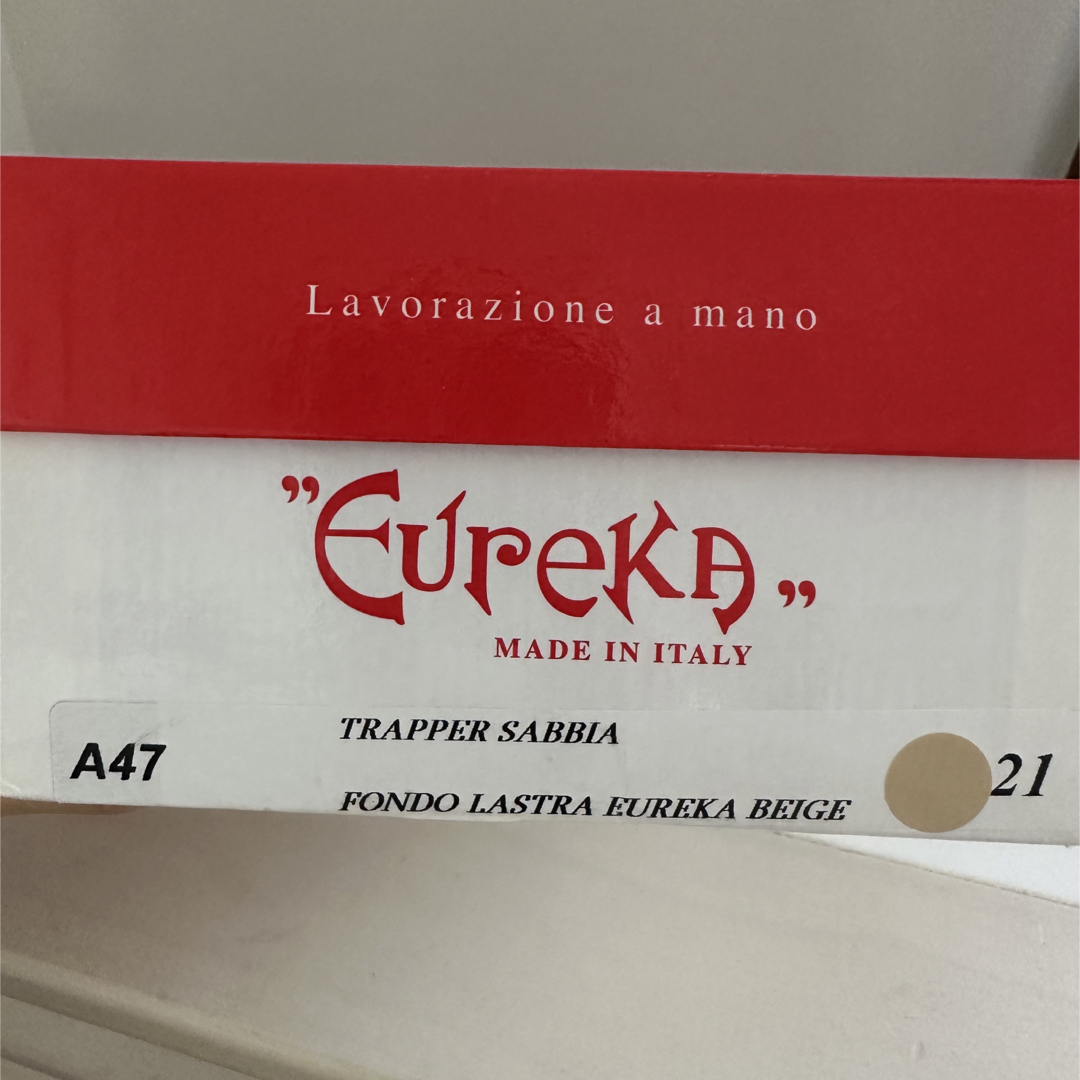 Lavorazione a mano
”EUreKA”
MADE IN ITALY
TRAPPER SABBIA
A47
21
FONDO LASTRA EUREKA BEIGE